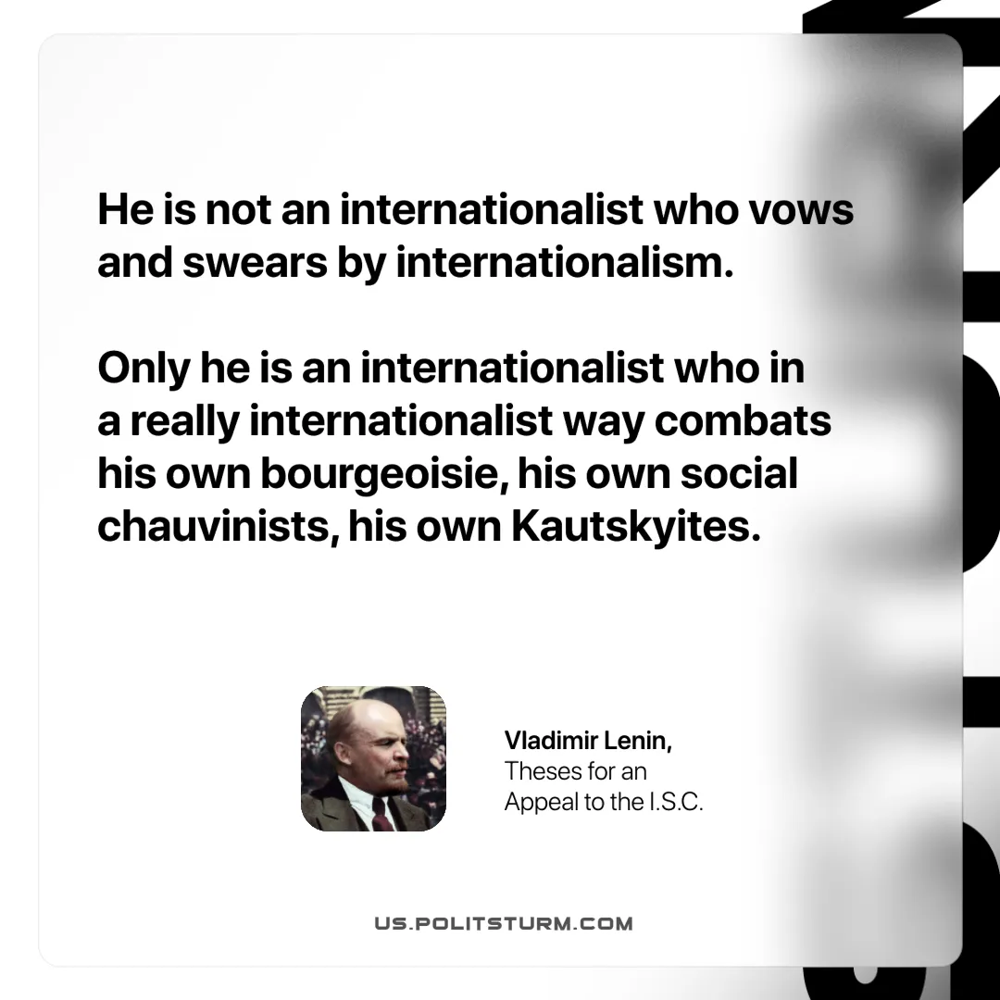 He is not an internationalist who vows
and swears by internationalism.
Only he is an internationalist who in
a really internationalist way combats
his own bourgeoisie, his own social
chauvinists, his own Kautskyites.
Vladimir Lenin,
Theses for an
Appeal to the I.S.C.
US.POLITSTURM.COM